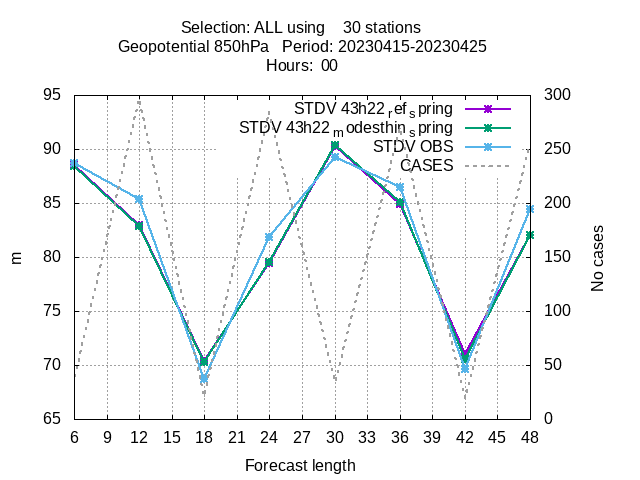 Selection: ALL using    30 stations
Geopotential 850hPa   Period: 20230415-20230425
Hours:  00
95 300
STDV 43h22 ref spring
STDV 43h22 modesthin spring
90 250
STDV OBS
CASES
85 200
80 150
m
No cases
75 100
70 50
65 0
6 9 12 15 18 21 24 27 30 33 36 39 42 45 48
Forecast length